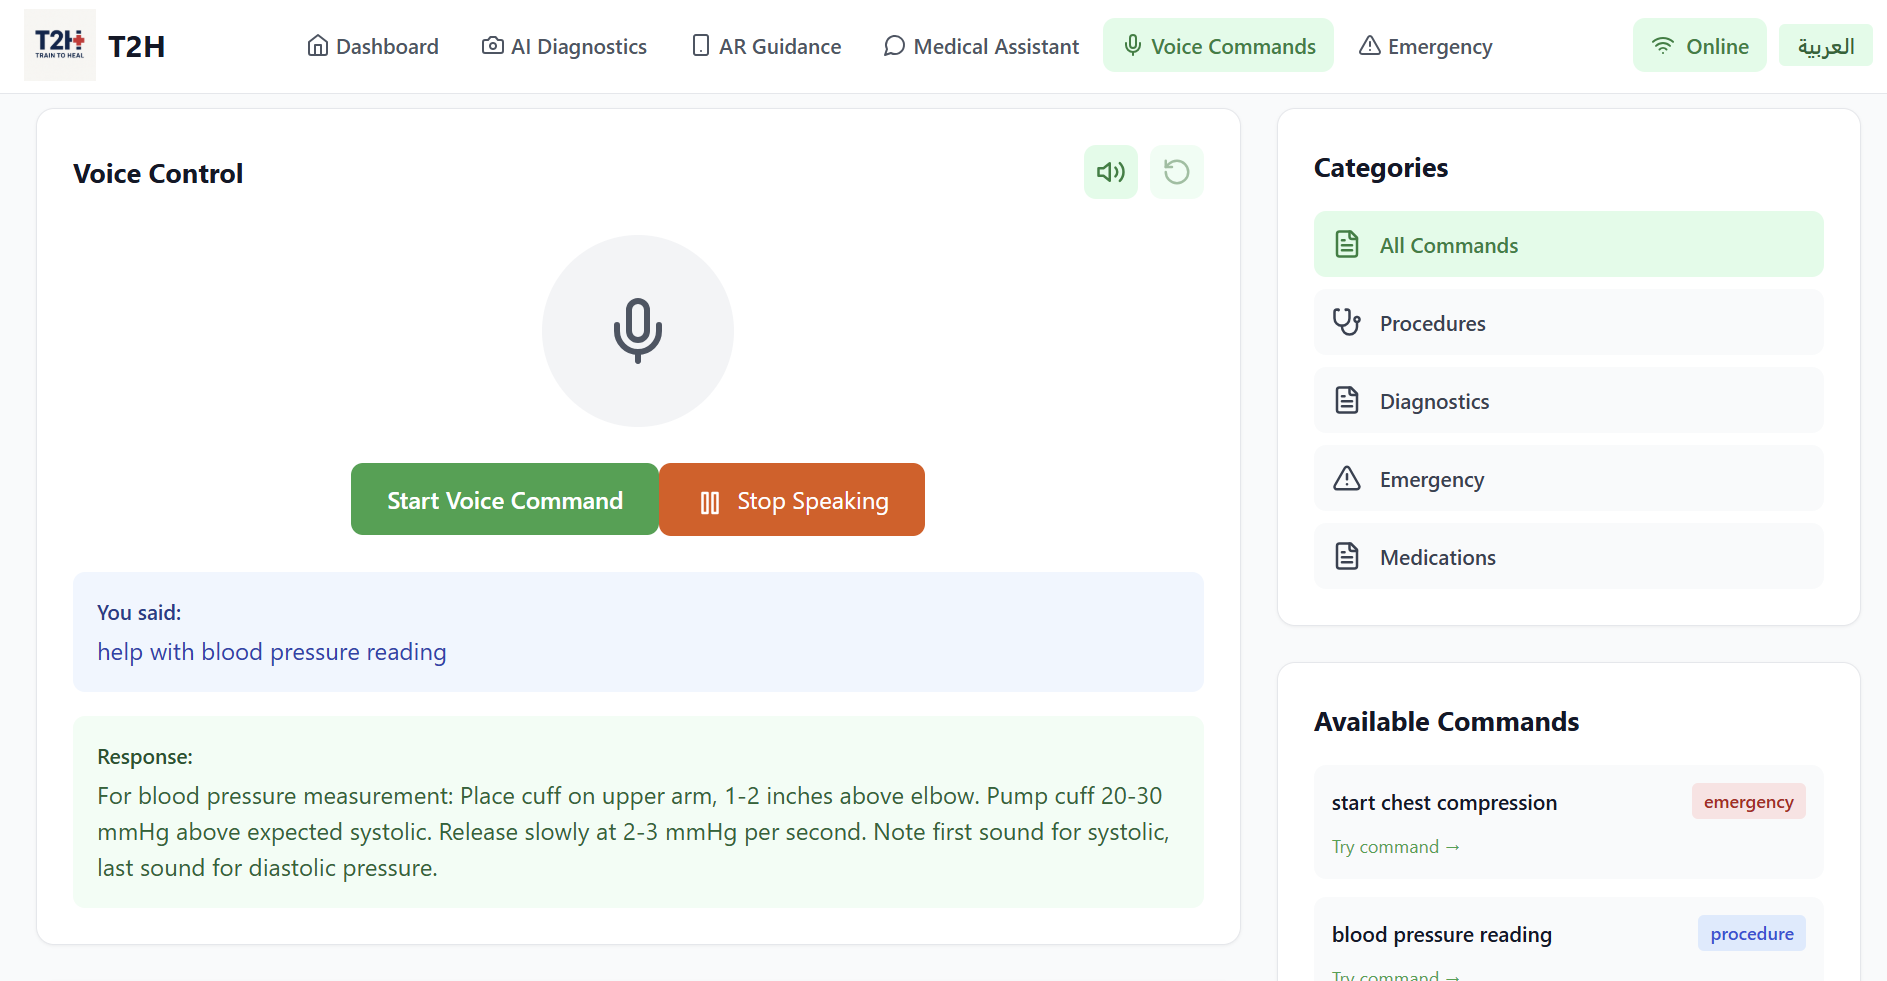 T2H
TRAIN TO HEAL
T2H
Dashboard
AI Diagnostics
AR Guidance
Medical Assistant
Voice Commands
Emergency
Online
العربية
Voice Control
Start Voice Command
Stop Speaking
You said:
help with blood pressure reading
Response:
For blood pressure measurement: Place cuff on upper arm, 1-2 inches above elbow. Pump cuff 20-30
mmHg above expected systolic. Release slowly at 2-3 mmHg per second. Note first sound for systolic,
last sound for diastolic pressure.
Categories
All Commands
Procedures
Diagnostics
Emergency
Medications
Available Commands
start chest compression
emergency
Try command →
blood pressure reading
procedure
Try command →